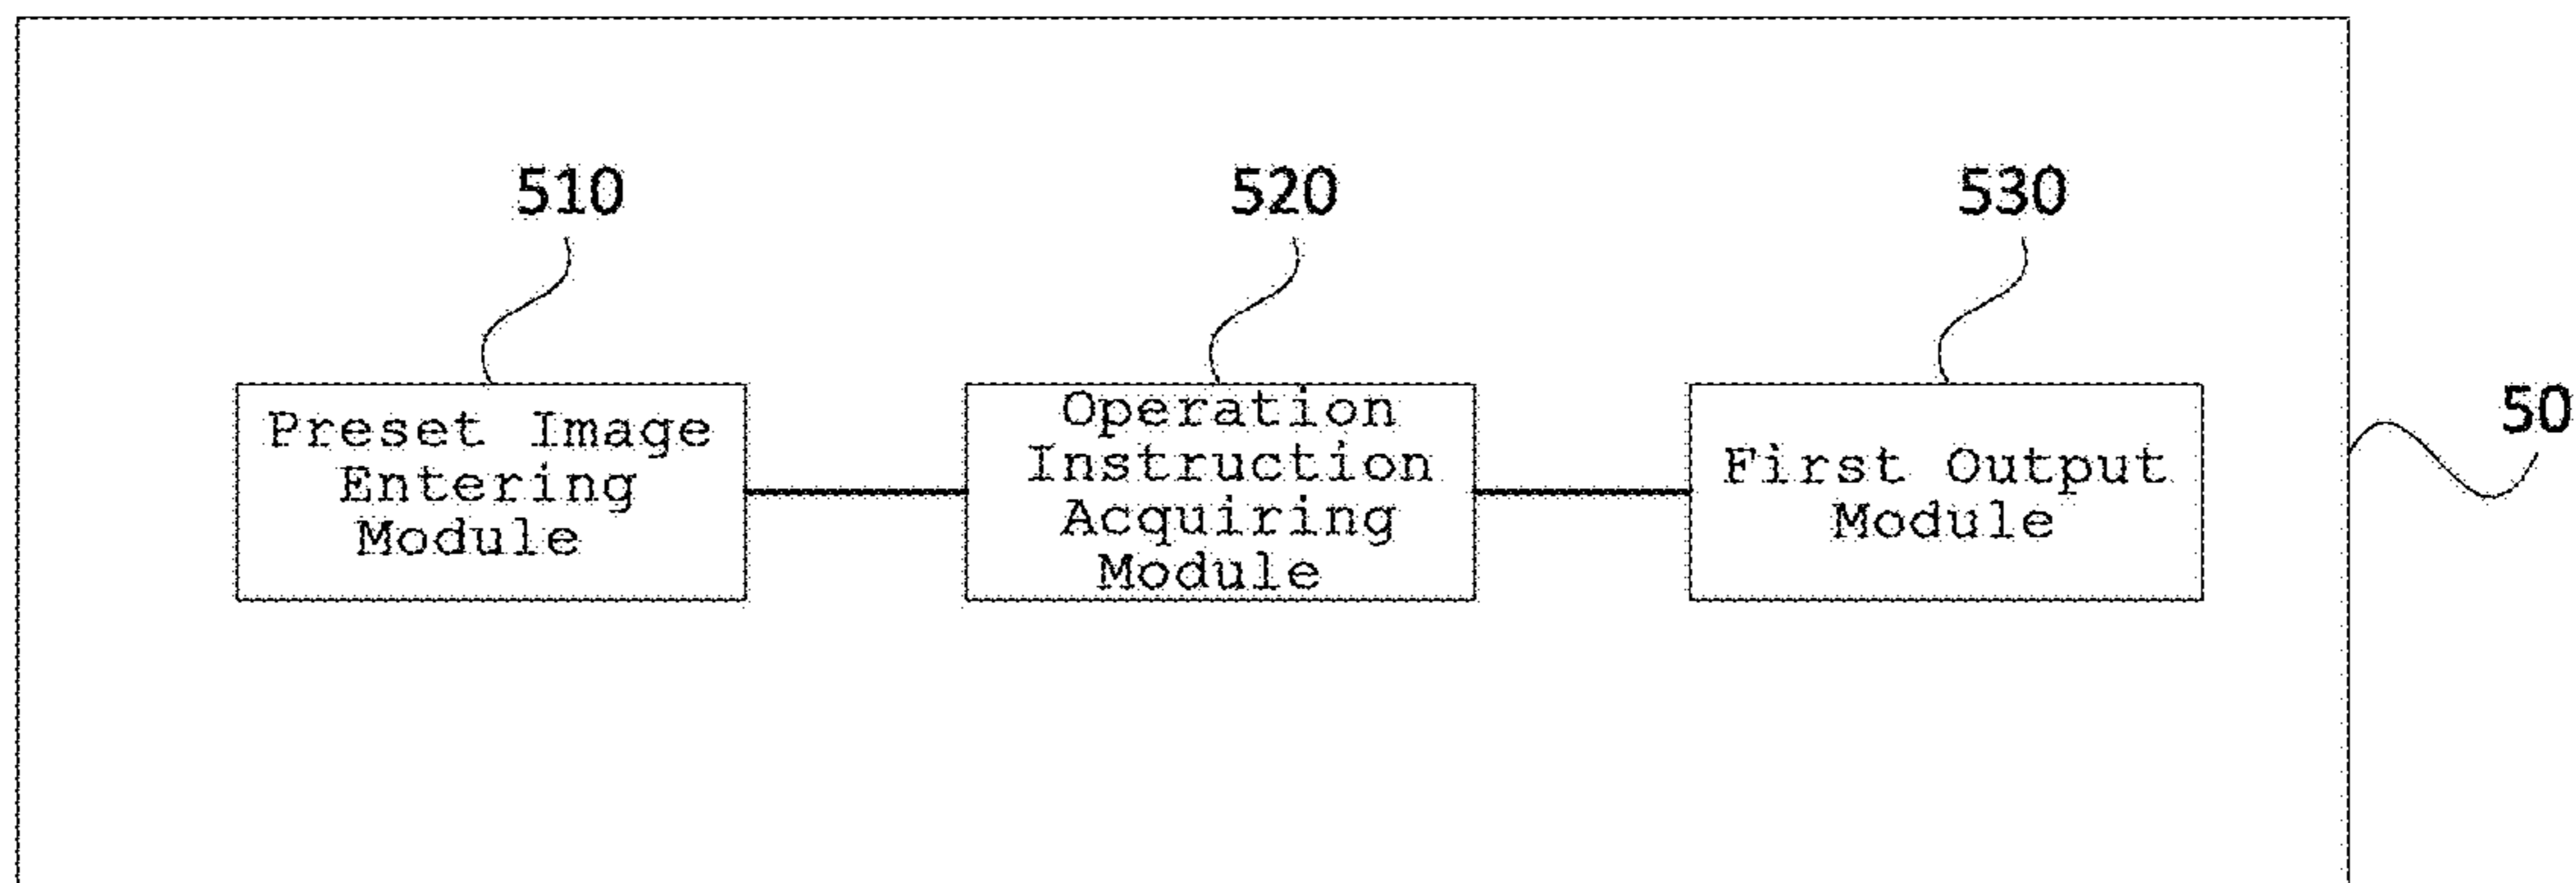 510
520
530
Preset Image
Entering
Module
Operation
Instruction
Acquiring
Module
First Output
Module
50